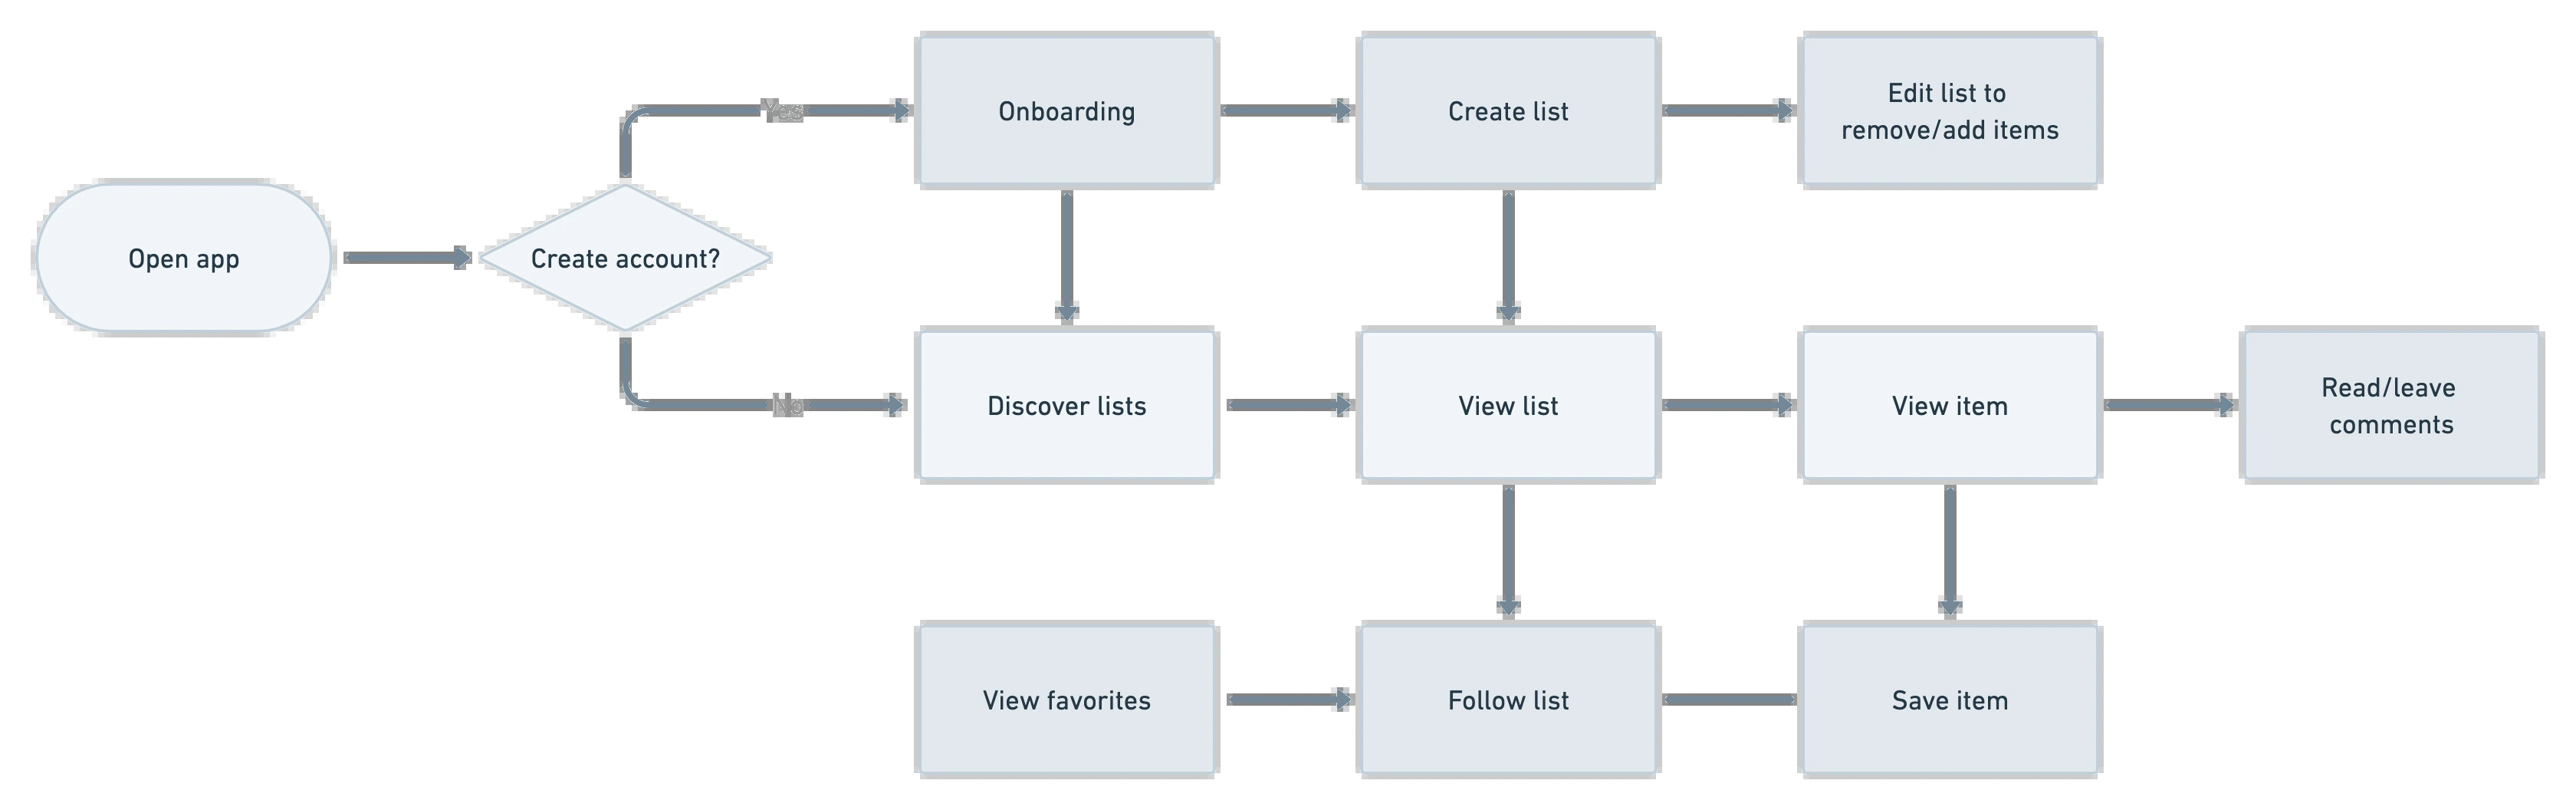 Open app
Create account?
Yes
No
Onboarding
Create list
Edit list to
remove/add items
Discover lists
View list
View item
Read/leave
comments
View favorites
Follow list
Save item